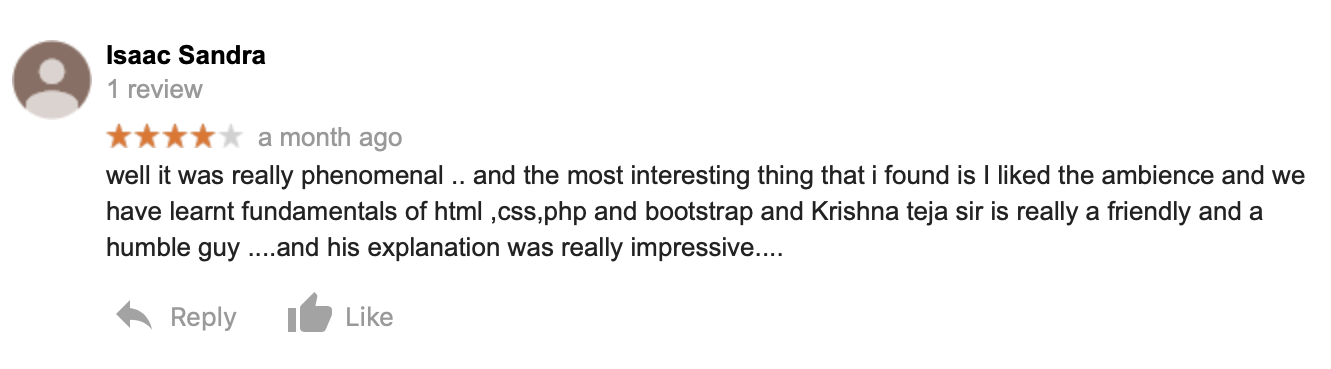 Isaac Sandra
1 review
a month ago
well it was really phenomenal .. and the most interesting thing that i found is I liked the ambience and we
have learnt fundamentals of html ,css,php and bootstrap and Krishna teja sir is really a friendly and a
humble guy ....and his explanation was really impressive....
Reply Like